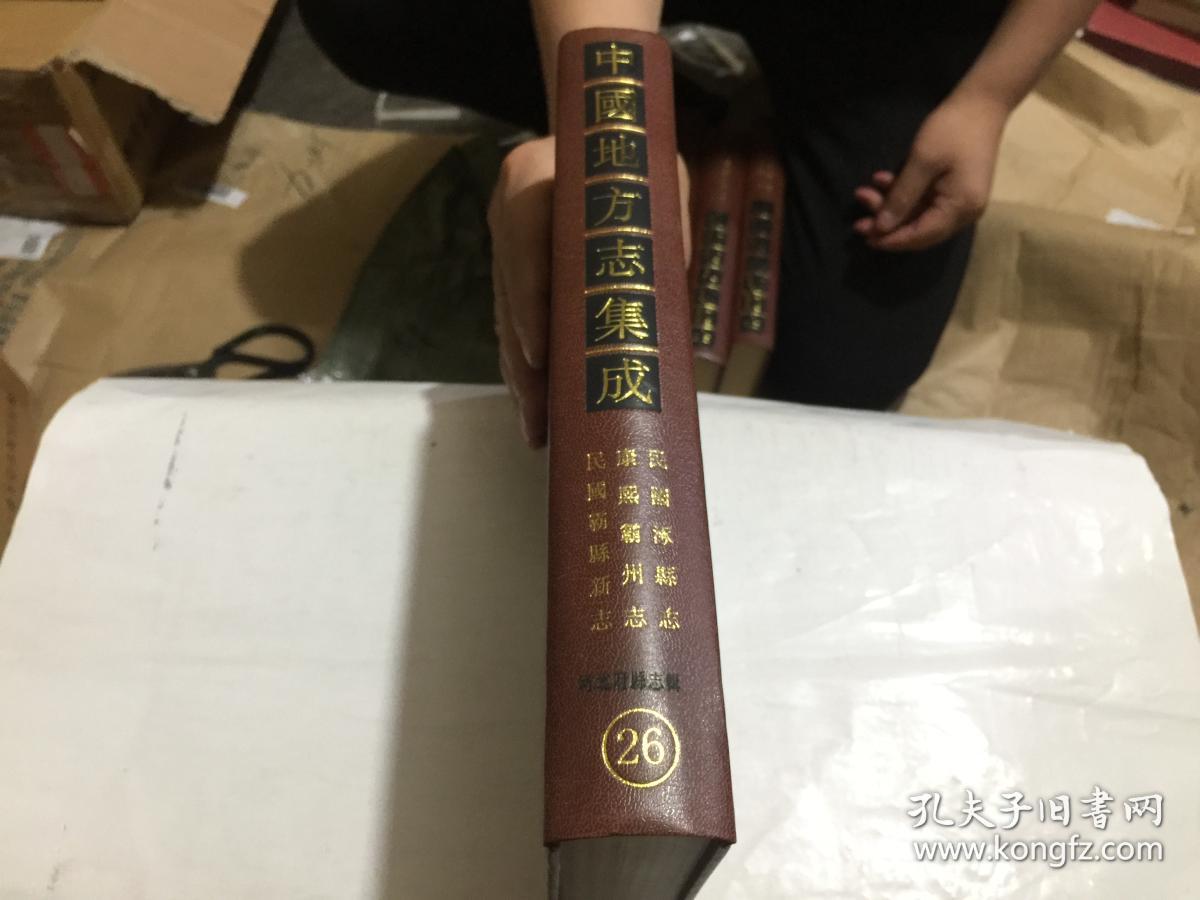 中國地方志集成
民國涿縣志
康熙霸州志
民國霸縣新志
河北府縣志輯
26
孔夫子旧书网
www.kongfz.com